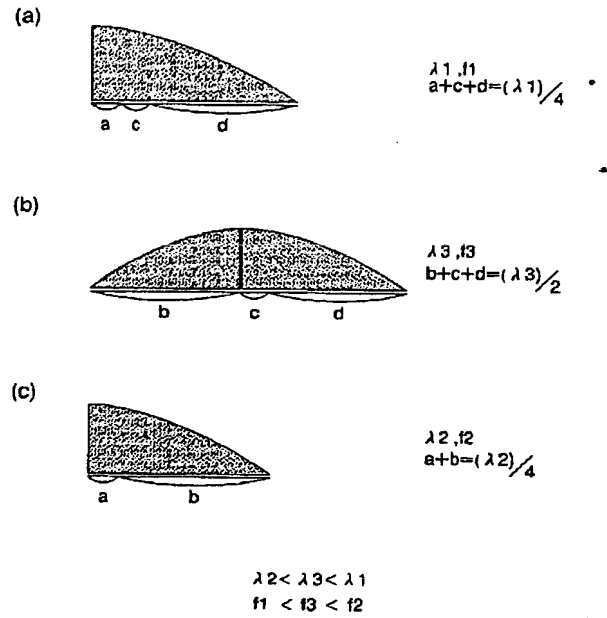 (a)
λ1 ,f1
a+c+d=(λ1)/4
a c d
(b)
λ3 ,f3
b+c+d=(λ3)/2
b c d
(c)
λ2 ,f2
a+b=(λ2)/4
a b
λ2< λ3< λ1
f1 < f3 < f2